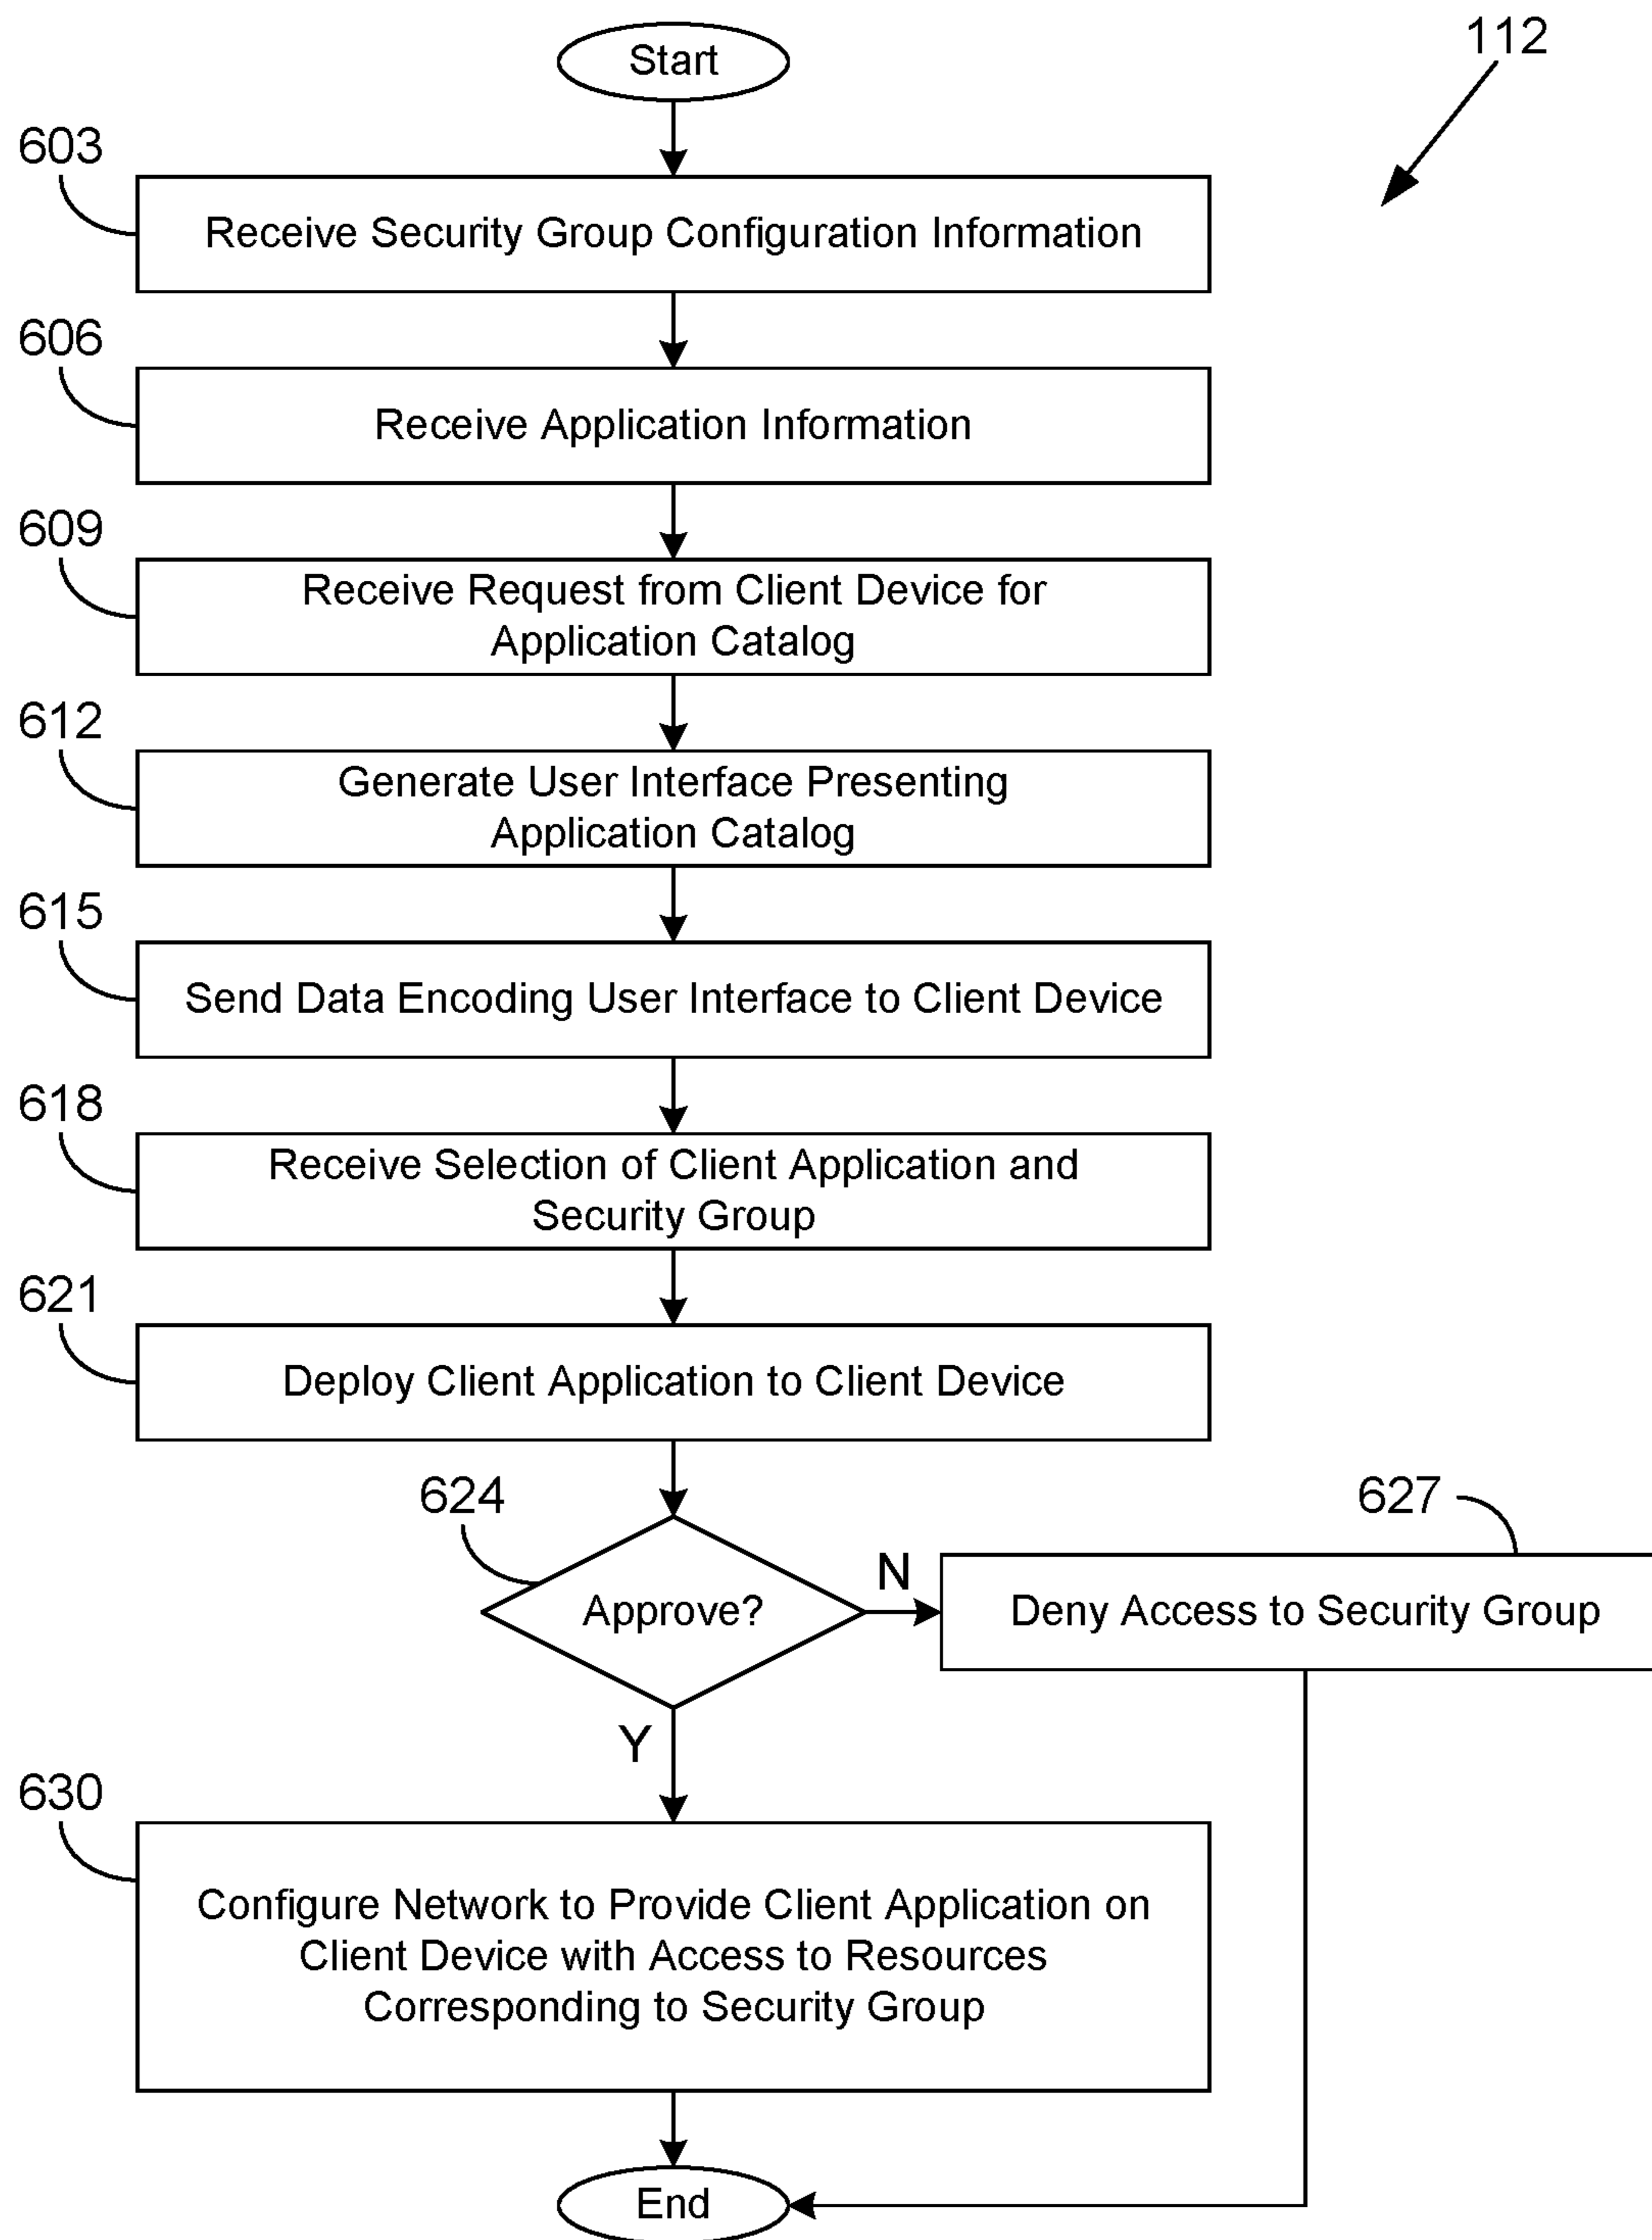 Start
112
603
Receive Security Group Configuration Information
606
Receive Application Information
609
Receive Request from Client Device for
Application Catalog
612
Generate User Interface Presenting
Application Catalog
615
Send Data Encoding User Interface to Client Device
618
Receive Selection of Client Application and
Security Group
621
Deploy Client Application to Client Device
624
Approve?
N
627
Deny Access to Security Group
Y
630
Configure Network to Provide Client Application on
Client Device with Access to Resources
Corresponding to Security Group
End